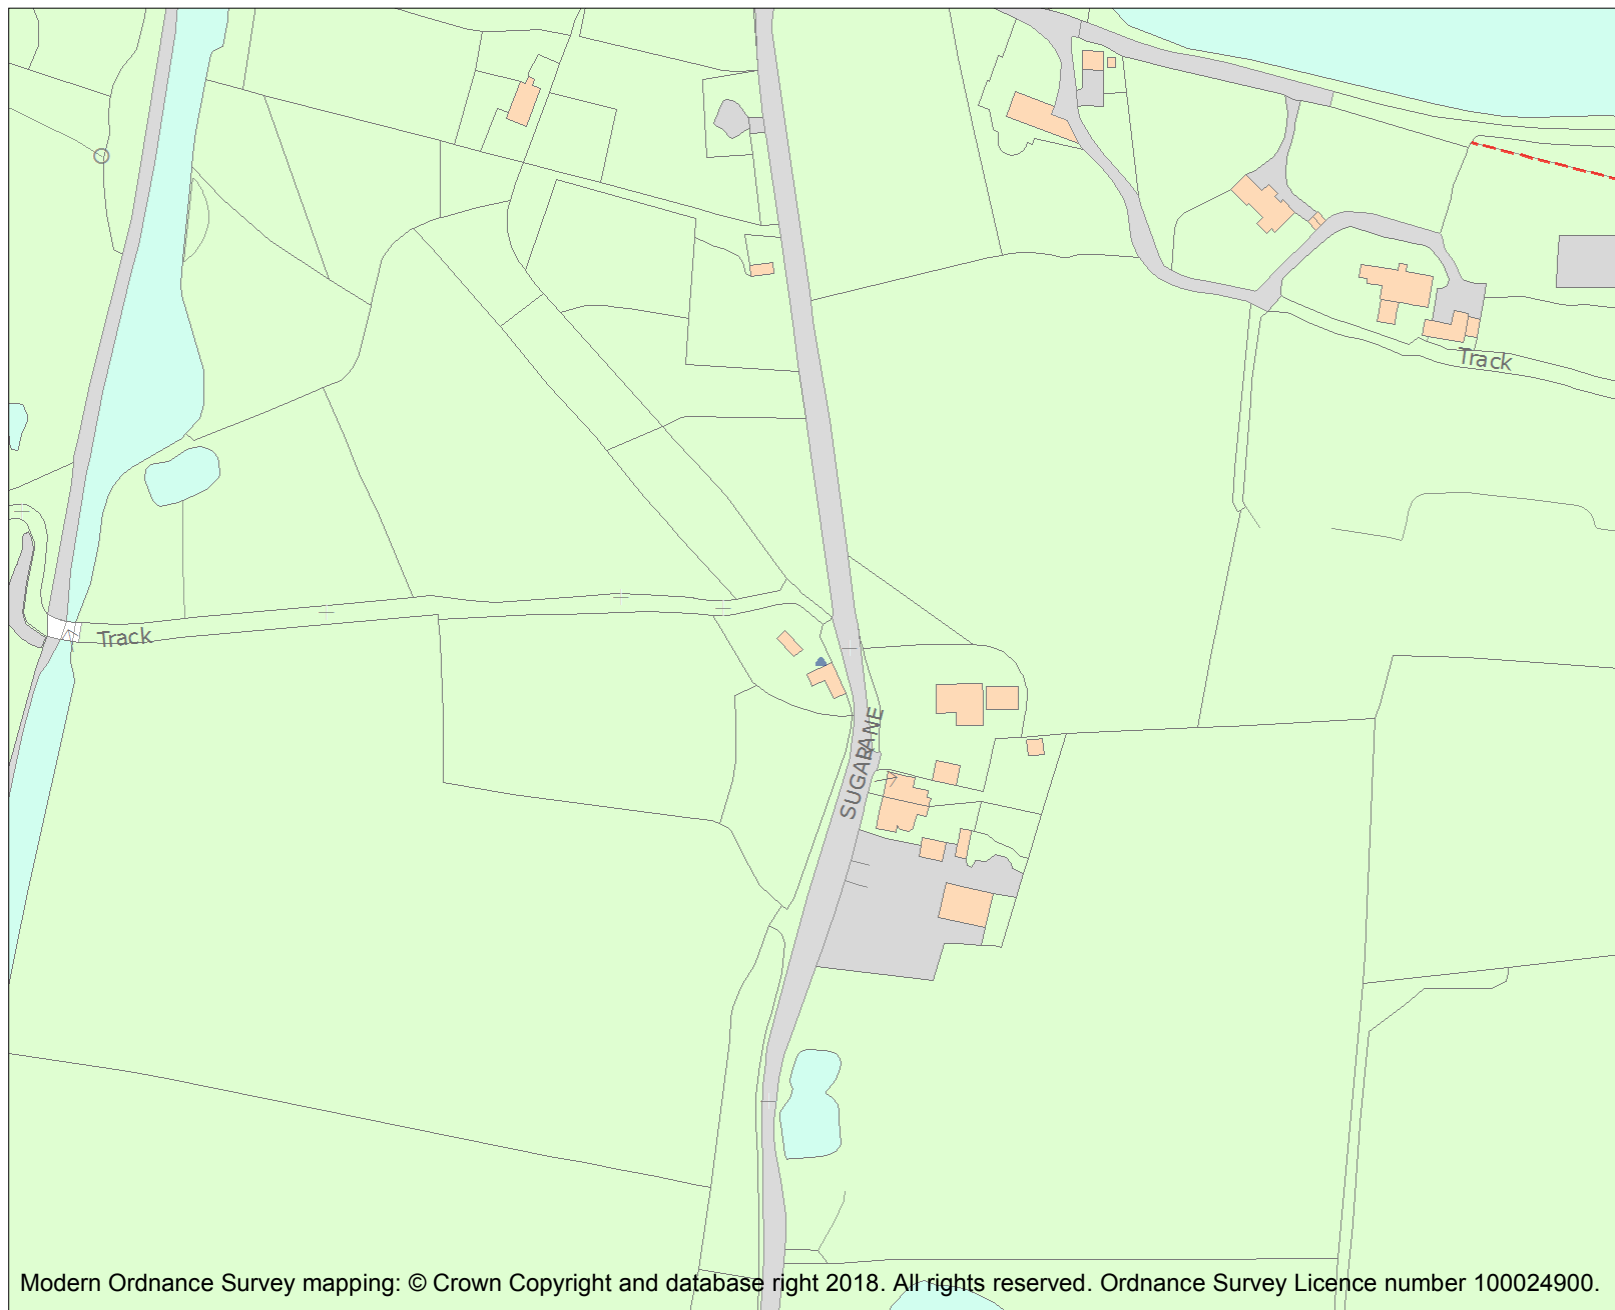 Track
Track
LANE
Modern Ordnance Survey mapping: © Crown Copyright and database right 2018. All rights reserved. Ordnance Survey Licence number 100024900.